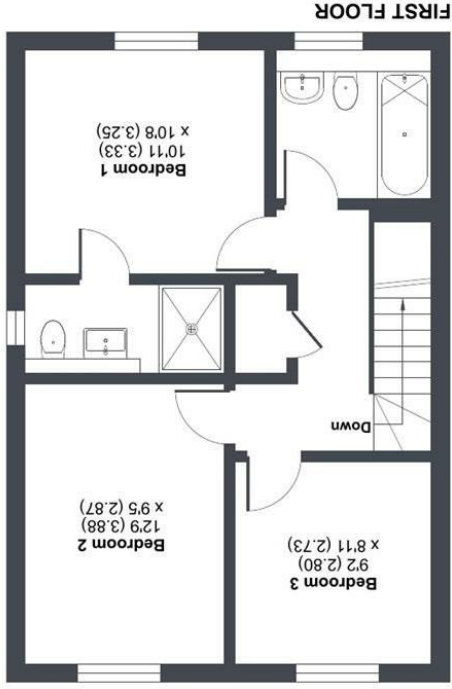 Bedroom 3
9'2 (2.80)
x 8'11 (2.73)
Bedroom 2
12'9 (3.88)
x 9'5 (2.87)
Down
Bedroom 1
10'11 (3.33)
x 10'8 (3.25)
FIRST FLOOR